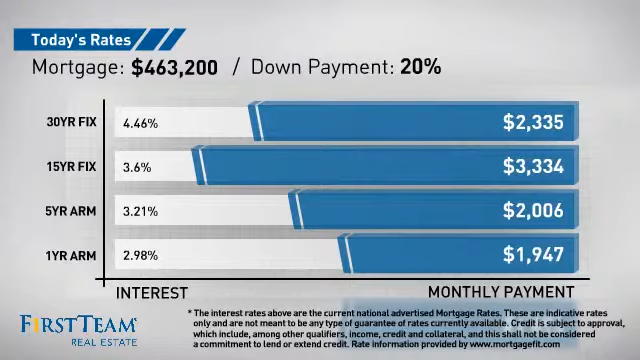 Today's Rates
Mortgage: $463,200 / Down Payment: 20%
30YR FIX 4.46% $2,335
15YR FIX 3.6% $3,334
5YR ARM 3.21% $2,006
1YR ARM 2.98% $1,947
INTEREST MONTHLY PAYMENT
* The interest rates above are the current national advertised Mortgage Rates. These are indicative rates
only and are not meant to be any type of guarantee of rates currently available. Credit is subject to approval,
which include, among other qualifiers, income, credit and collateral, and this shall not be considered
a commitment to lend or extend credit. Rate information provided by www.mortgagefit.com
FIRSTTEAM®
REAL ESTATE